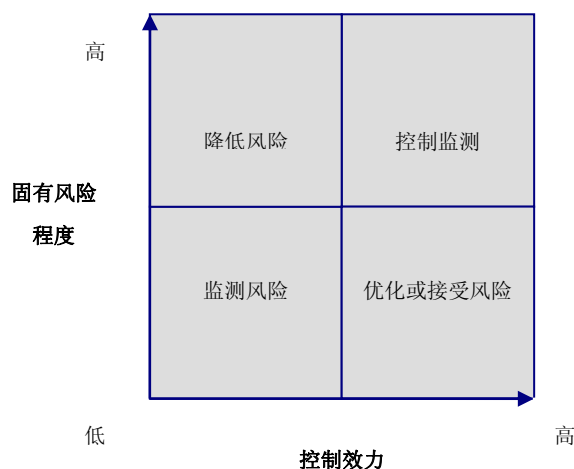 高
降低风险
控制监测
固有风险
程度
监测风险
优化或接受风险
低
高
控制效力